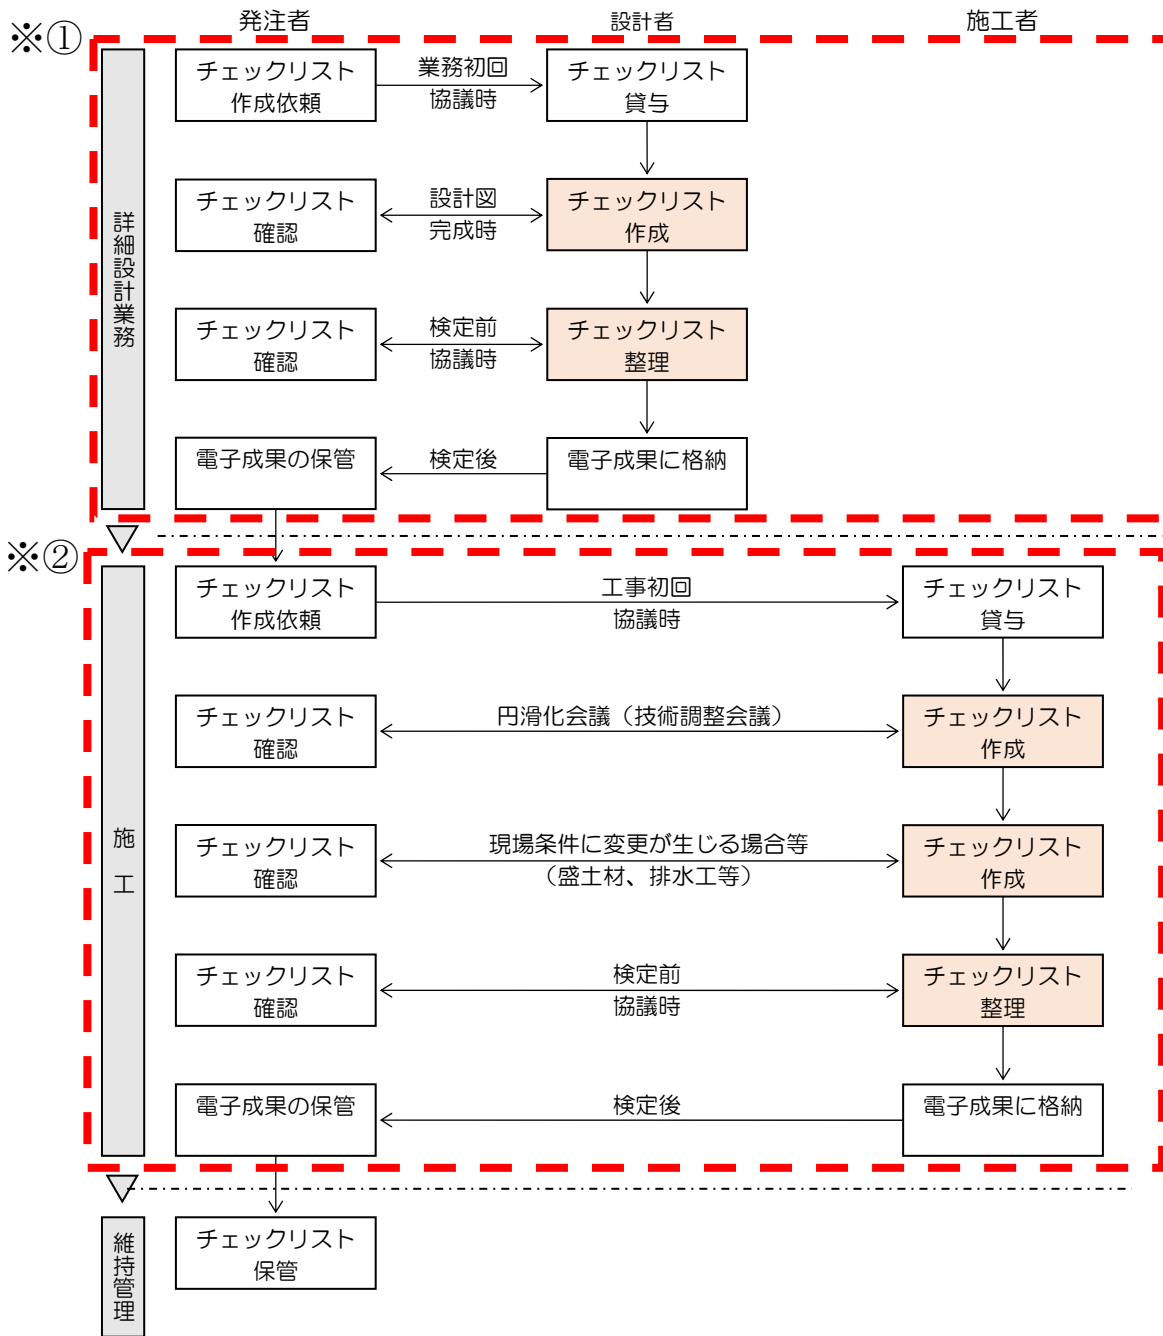 発注者
設計者
施工者
※①
詳細設計業務
チェックリスト
作成依頼
業務初回
協議時
チェックリスト
貸与
チェックリスト
確認
設計図
完成時
チェックリスト
作成
チェックリスト
確認
検定前
協議時
チェックリスト
整理
電子成果の保管
検定後
電子成果に格納
※②
施工
チェックリスト
作成依頼
工事初回
協議時
チェックリスト
貸与
チェックリスト
確認
円滑化会議（技術調整会議）
チェックリスト
作成
チェックリスト
確認
現場条件に変更が生じる場合等
（盛土材、排水工等）
チェックリスト
作成
チェックリスト
確認
検定前
協議時
チェックリスト
整理
電子成果の保管
検定後
電子成果に格納
維持管理
チェックリスト
保管